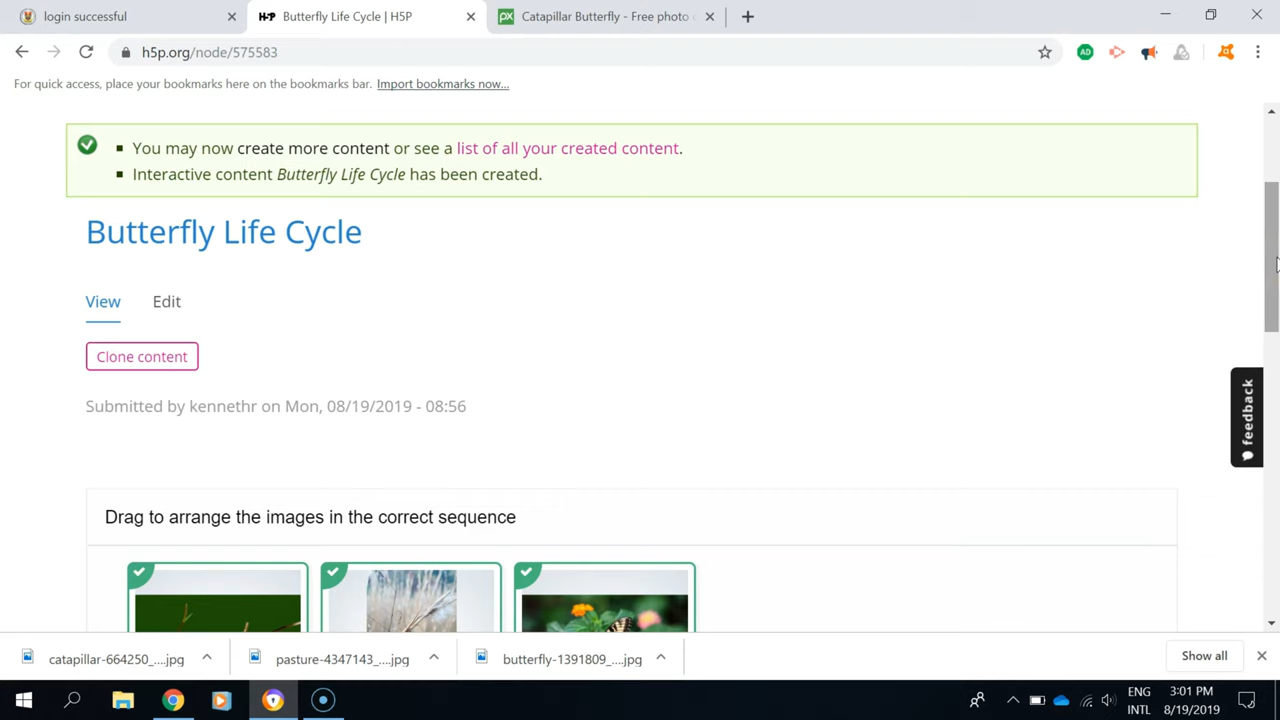 login successful
H-P Butterfly Life Cycle | H5P
px Catapillar Butterfly - Free photo
h5p.org/node/575583
AD
For quick access, place your bookmarks here on the bookmarks bar. Import bookmarks now...
You may now create more content or see a list of all your created content.
Interactive content Butterfly Life Cycle has been created.
Butterfly Life Cycle
View Edit
Clone content
Submitted by kennethr on Mon, 08/19/2019 - 08:56
feedback
Drag to arrange the images in the correct sequence
catapillar-664250_....jpg
pasture-4347143_....jpg
butterfly-1391809_....jpg
Show all
ENG
INTL
3:01 PM
8/19/2019